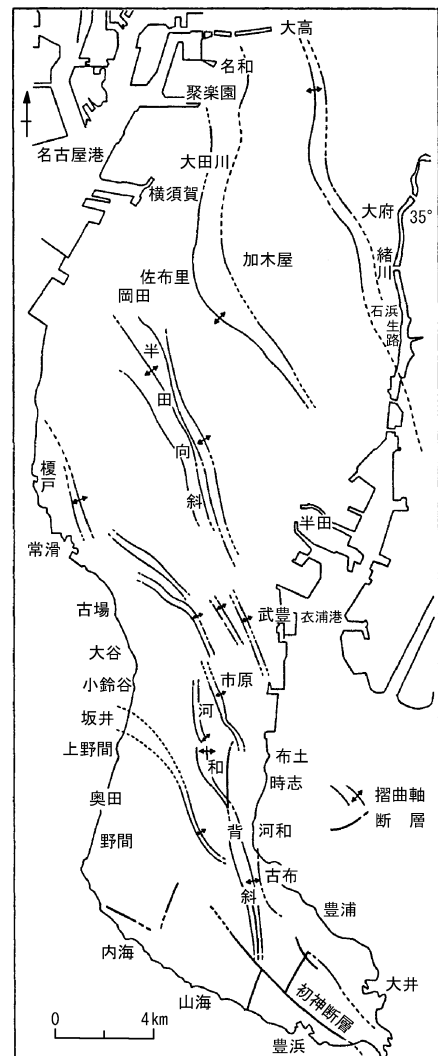 大高
名和
聚楽園
名古屋港
大田川
横須賀
大府
35°
緒川
加木屋
佐布里
石浜
生路
岡田
半田向斜
榎戸
半田
常滑
古場
武豊
衣浦港
大谷
小鈴谷
市原
坂井
河和背斜
上野間
布土
時志
奥田
摺曲軸
断層
野間
河和
古布
豊浦
内海
大井
初神断層
山海
豊浜
0 4km